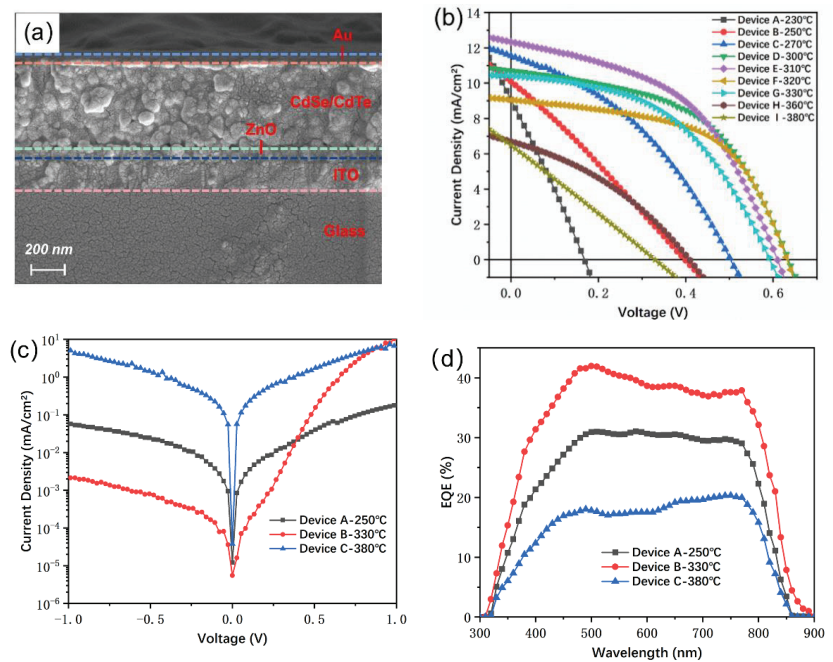 (a)
Au
CdSe/CdTe
ZnO
ITO
Glass
200 nm
(b)
Current Density (mA/cm²)
14
12
10
8
6
4
2
0
0.0
0.2
0.4
0.6
Voltage (V)
Device A-230℃
Device B-250℃
Device C-270℃
Device D-300℃
Device E-310℃
Device F-320℃
Device G-330℃
Device H-360℃
Device I -380℃
(c)
Current Density (mA/cm²)
10¹
10⁰
10⁻¹
10⁻²
10⁻³
10⁻⁴
10⁻⁵
10⁻⁶
-1.0
-0.5
0.0
0.5
1.0
Voltage (V)
Device A-250℃
Device B-330℃
Device C-380℃
(d)
EQE (%)
40
30
20
10
0
300
400
500
600
700
800
900
Wavelength (nm)
Device A-250℃
Device B-330℃
Device C-380℃